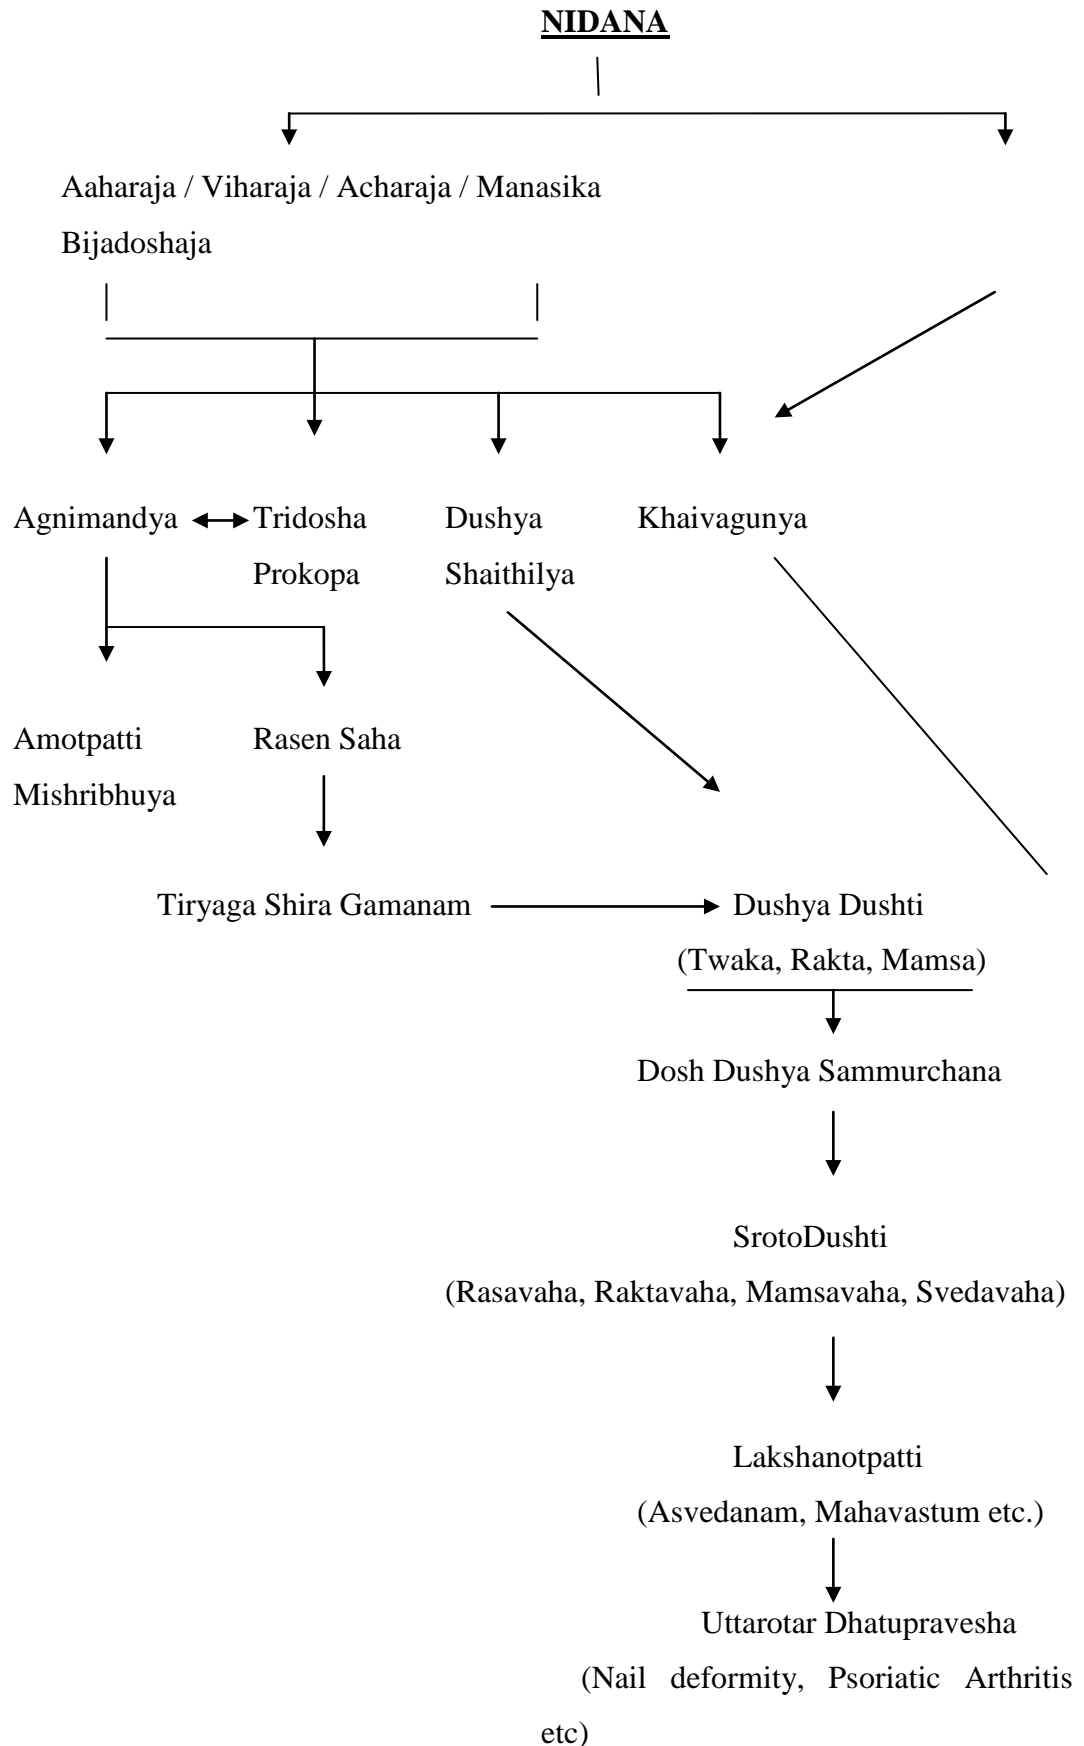 NIDANA
Aaharaja / Viharaja / Acharaja / Manasika
Bijadoshaja
Agnimandya Tridosha Dushya Khaivagunya
Prokopa Shaithilya
Amotpatti Rasen Saha
Mishribhuya
Tiryaga Shira Gamanam Dushya Dushti
(Twaka, Rakta, Mamsa)
Dosh Dushya Sammurchana
SrotoDushti
(Rasavaha, Raktavaha, Mamsavaha, Svedavaha)
Lakshanotpatti
(Asvedanam, Mahavastum etc.)
Uttarotar Dhatupravesha
(Nail deformity, Psoriatic Arthritis
etc)